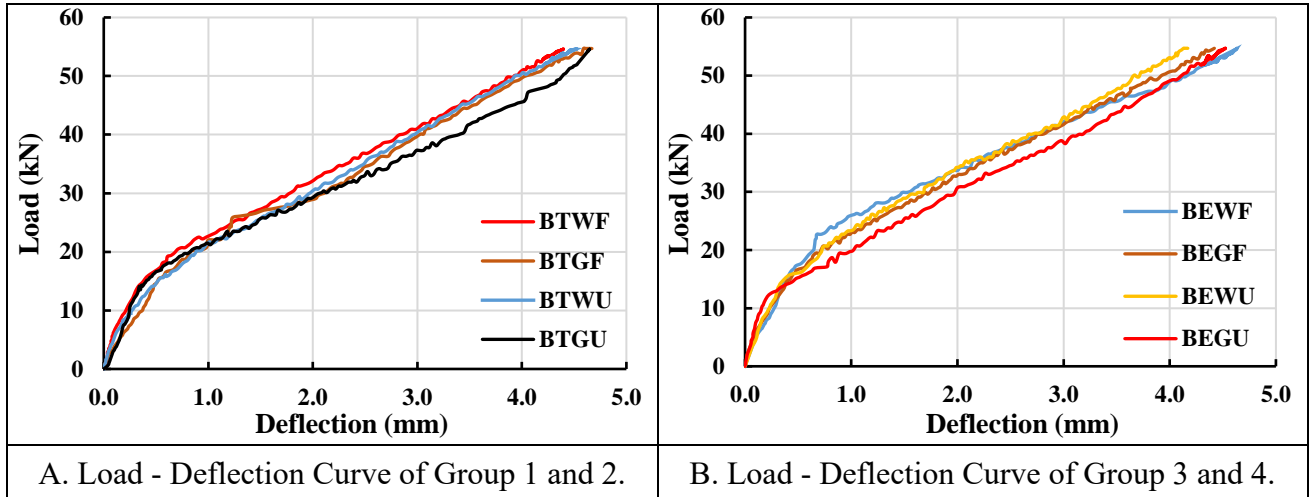 60
50
40
30
20
10
0
Load (kN)
BTWF
BTGF
BTWU
BTGU
0.0 1.0 2.0 3.0 4.0 5.0
Deflection (mm)
A. Load - Deflection Curve of Group 1 and 2.
60
50
40
30
20
10
0
Load (kN)
BEWF
BEGF
BEWU
BEGU
0.0 1.0 2.0 3.0 4.0 5.0
Deflection (mm)
B. Load - Deflection Curve of Group 3 and 4.